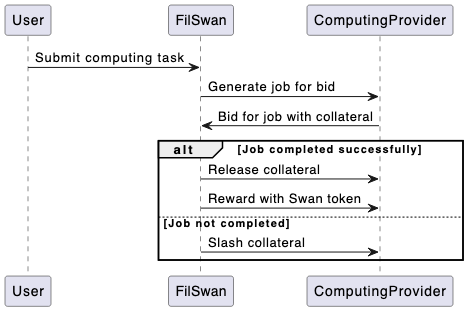 User FilSwan ComputingProvider
Submit computing task
Generate job for bid
Bid for job with collateral
alt [Job completed successfully]
Release collateral
Reward with Swan token
[Job not completed]
Slash collateral
User FilSwan ComputingProvider